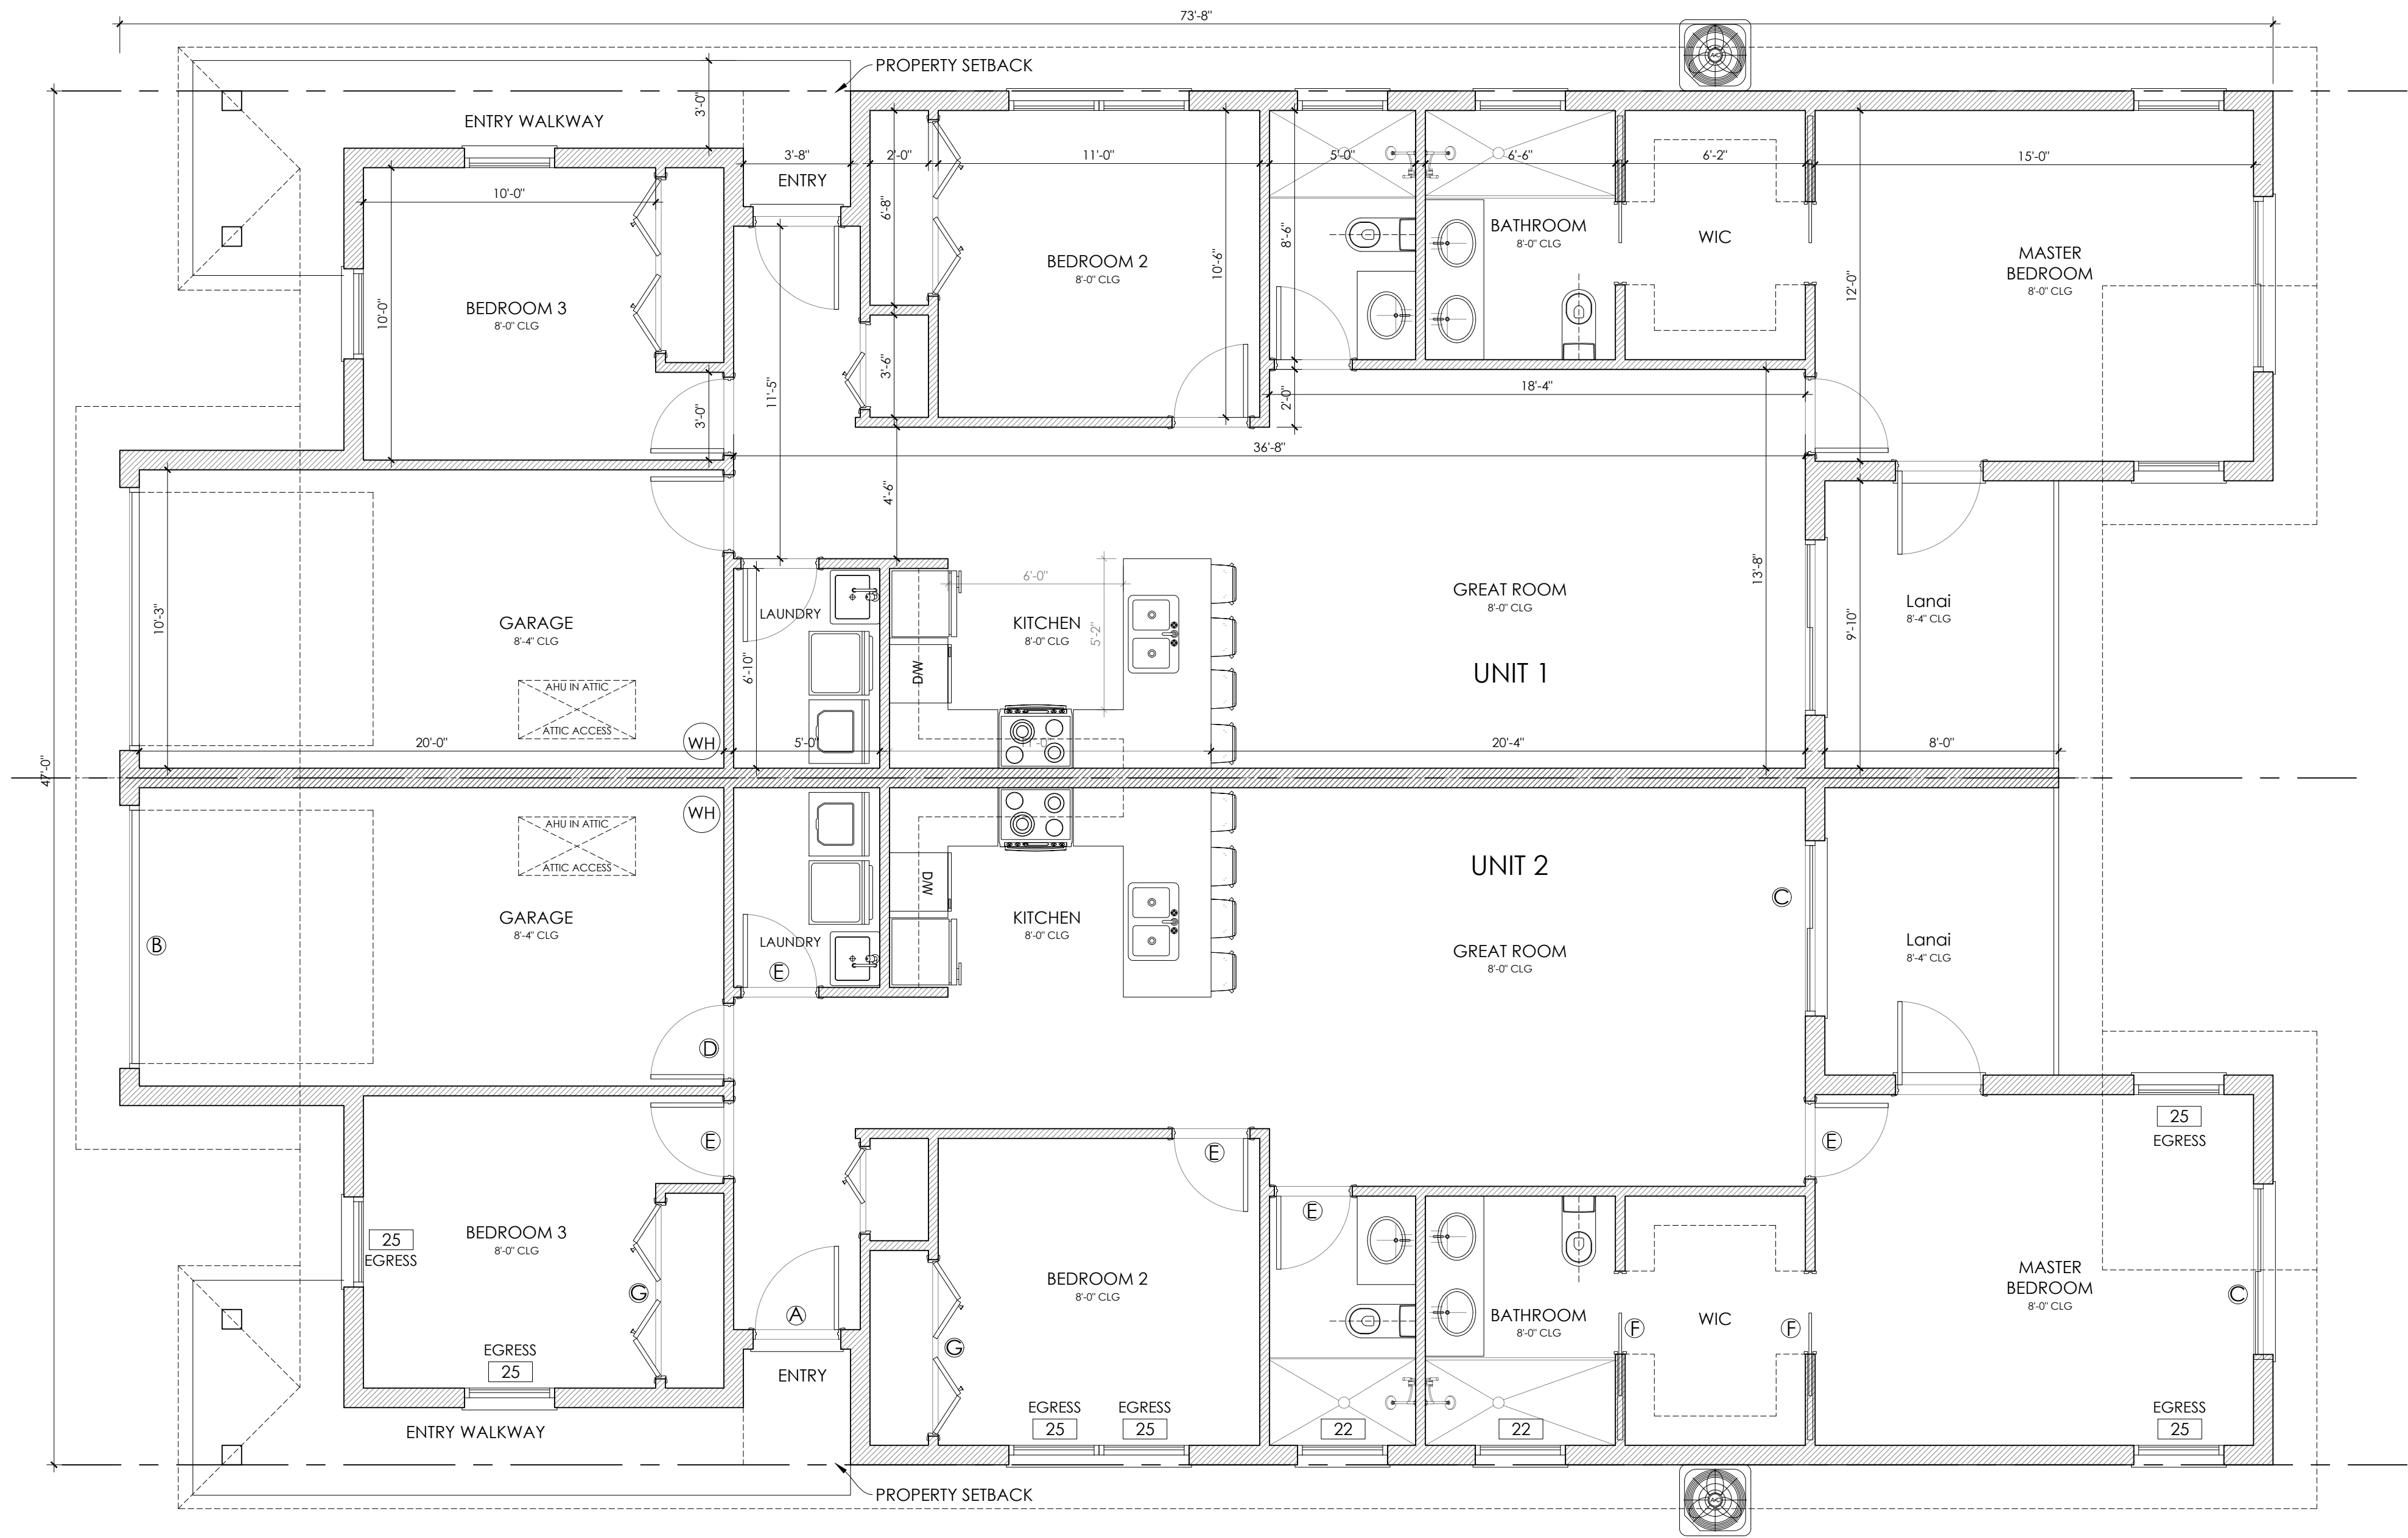 73'-8"
PROPERTY SETBACK
3'-0"
ENTRY WALKWAY
3'-8"
2'-0"
11'-0"
5'-0"
6'-6"
6'-2"
15'-0"
ENTRY
10'-0"
6'-8"
BATHROOM
8'-0" CLG
WIC
8'-6"
MASTER
BEDROOM
8'-0" CLG
BEDROOM 2
8'-0" CLG
10'-6"
12'-0"
BEDROOM 3
8'-0" CLG
10'-0"
3'-6"
11'-5"
18'-4"
2'-0"
3'-0"
36'-8"
4'-6"
6'-0"
13'-8"
GREAT ROOM
8'-0" CLG
Lanai
8'-4" CLG
10'-3"
GARAGE
8'-4" CLG
LAUNDRY
KITCHEN
8'-0" CLG
5'-2"
9'-10"
6'-10"
D/W
UNIT 1
AHU IN ATTIC
ATTIC ACCESS
WH
20'-0"
5'-0"
11'-0"
20'-4"
8'-0"
47'-0"
WH
AHU IN ATTIC
ATTIC ACCESS
UNIT 2
D/W
C
GARAGE
8'-4" CLG
KITCHEN
8'-0" CLG
B
LAUNDRY
E
GREAT ROOM
8'-0" CLG
Lanai
8'-4" CLG
D
25
EGRESS
E
E
E
E
BEDROOM 3
8'-0" CLG
25
EGRESS
G
BEDROOM 2
8'-0" CLG
MASTER
BEDROOM
8'-0" CLG
C
A
BATHROOM
8'-0" CLG
F
WIC
F
EGRESS
25
G
ENTRY
EGRESS
25
EGRESS
25
22
22
EGRESS
25
ENTRY WALKWAY
PROPERTY SETBACK